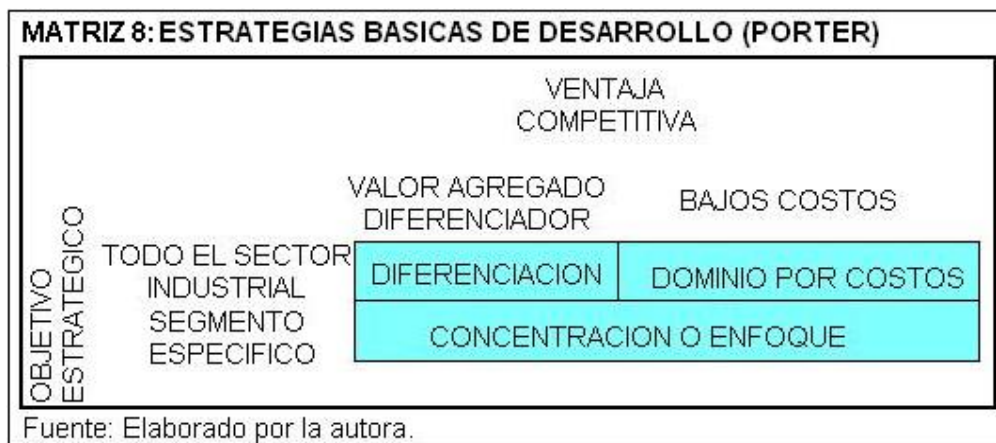 MATRIZ 8: ESTRATEGIAS BASICAS DE DESARROLLO (PORTER)
VENTAJA
COMPETITIVA
VALOR AGREGADO
DIFERENCIADOR
BAJOS COSTOS
OBJETIVO
ESTRATEGICO
TODO EL SECTOR
INDUSTRIAL
DIFERENCIACION
DOMINIO POR COSTOS
SEGMENTO
ESPECIFICO
CONCENTRACION O ENFOQUE
Fuente: Elaborado por la autora.